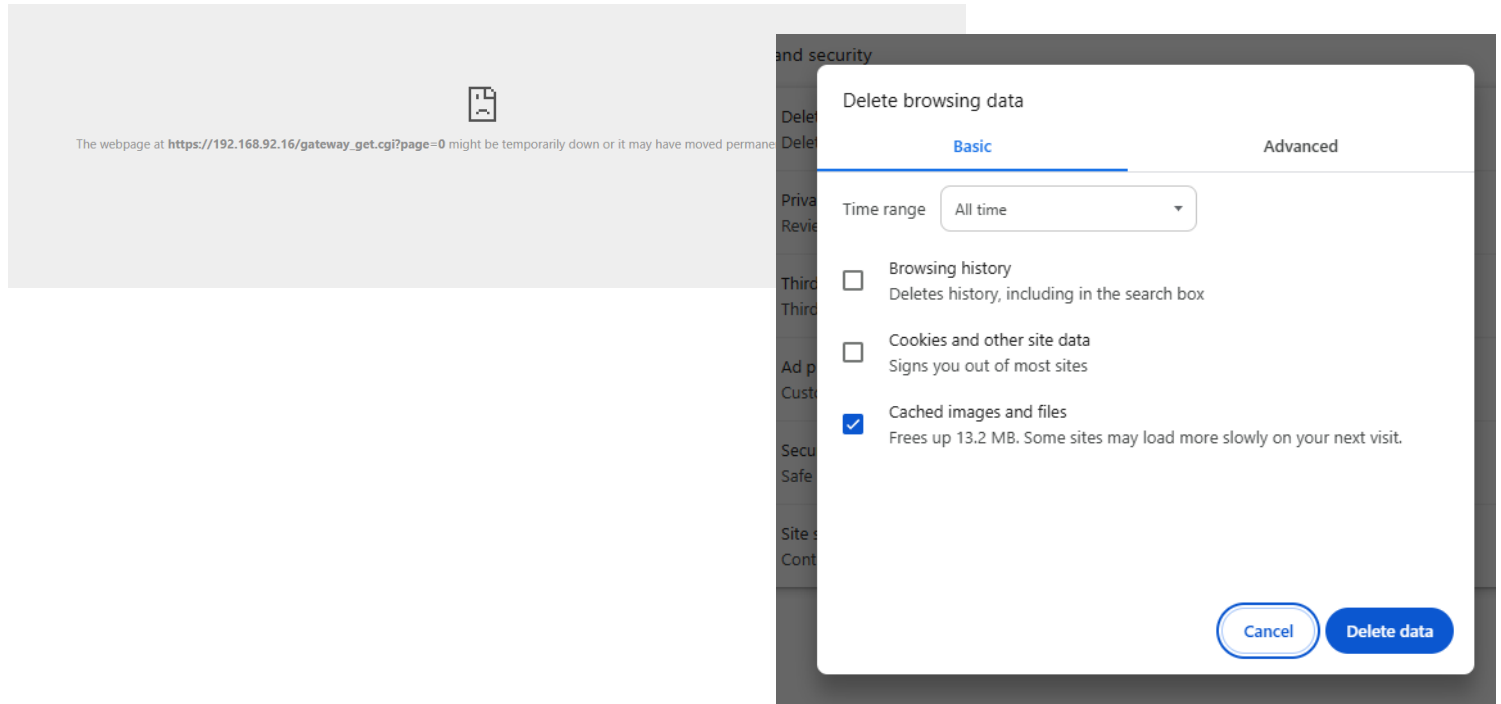 The webpage at https://192.168.92.16/gateway_get.cgi?page=0 might be temporarily down or it may have moved
and security
Delete browsing data
Basic
Advanced
Time range
All time
Browsing history
Deletes history, including in the search box
Cookies and other site data
Signs you out of most sites
Cached images and files
Frees up 13.2 MB. Some sites may load more slowly on your next visit.
Safe
Cancel
Delete data